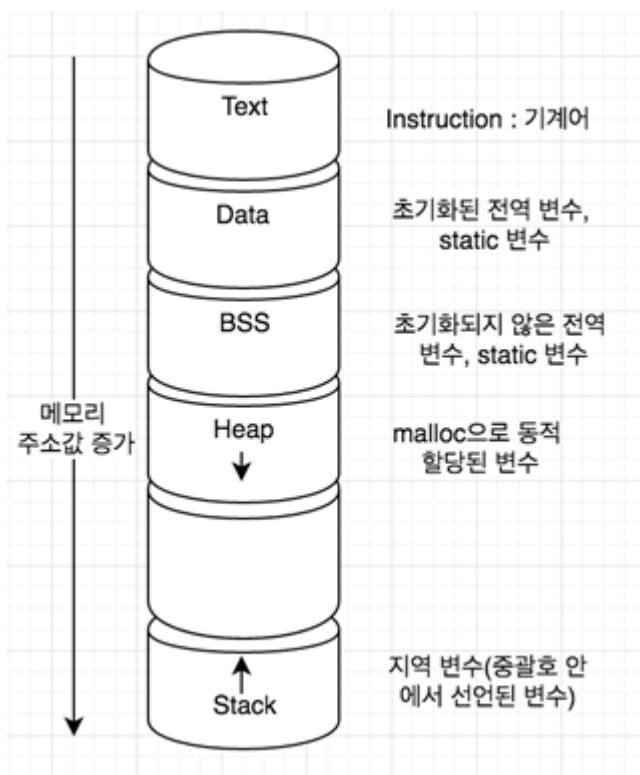 Text
Instruction : 기계어
Data
초기화된 전역 변수,
static 변수
BSS
초기화되지 않은 전역
변수, static 변수
메모리
주소값 증가
Heap
malloc으로 동적
할당된 변수
지역 변수(중괄호 안
에서 선언된 변수)
Stack